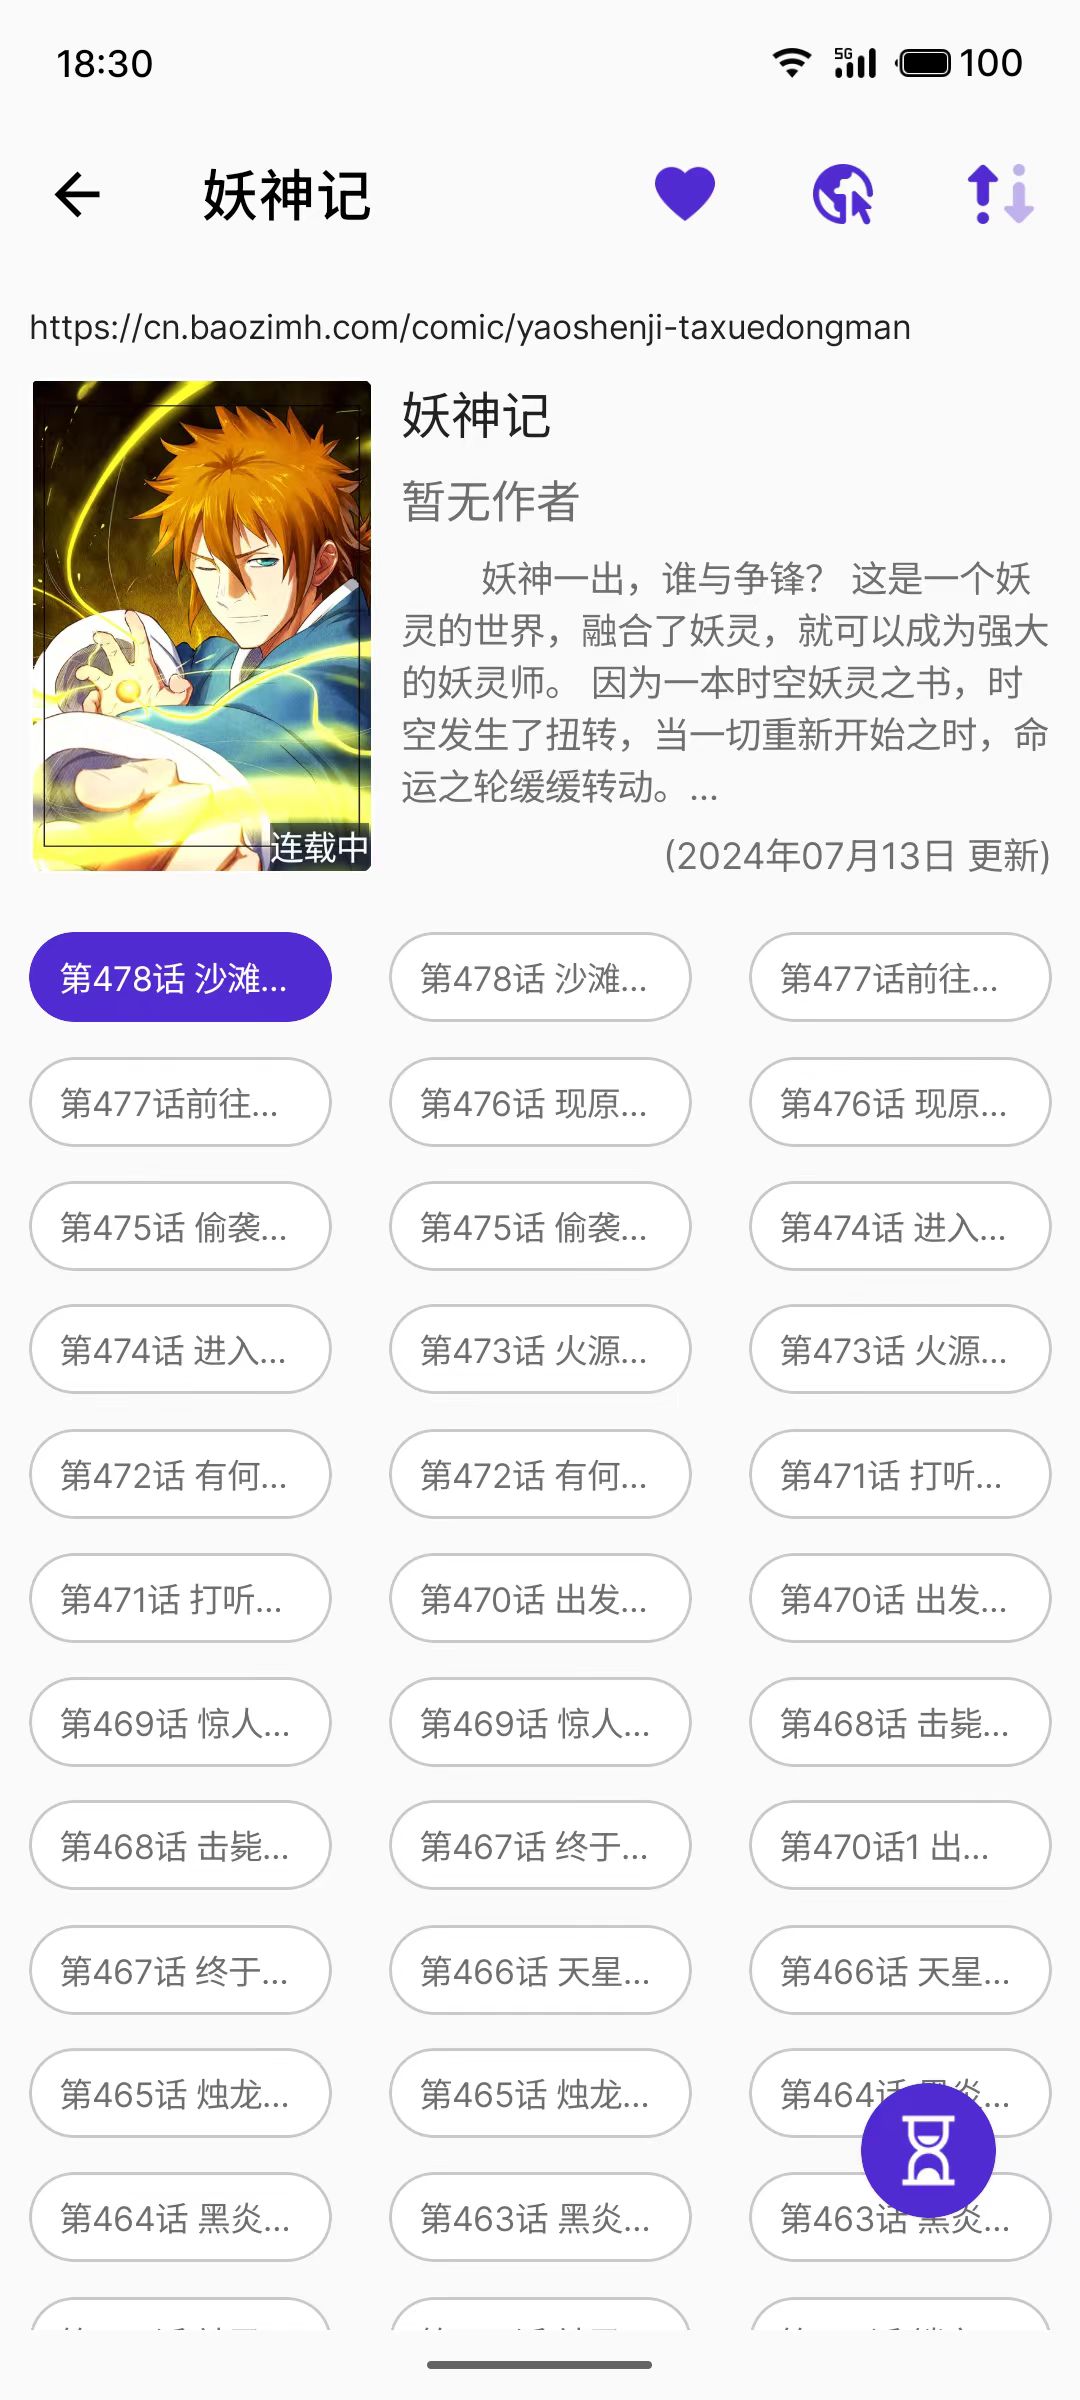 18:30
5G
100
妖神记
https://cn.baozimh.com/comic/yaoshenji-taxuedongman
妖神记
暂无作者
妖神一出，谁与争锋？ 这是一个妖
灵的世界，融合了妖灵，就可以成为强大
的妖灵师。 因为一本时空妖灵之书，时
空发生了扭转，当一切重新开始之时，命
运之轮缓缓转动。...
连载中
(2024年07月13日 更新)
第478话 沙滩...
第478话 沙滩...
第477话前往...
第477话前往...
第476话 现原...
第476话 现原...
第475话 偷袭...
第475话 偷袭...
第474话 进入...
第474话 进入...
第473话 火源...
第473话 火源...
第472话 有何...
第472话 有何...
第471话 打听...
第471话 打听...
第470话 出发...
第470话 出发...
第469话 惊人...
第469话 惊人...
第468话 击毙...
第468话 击毙...
第467话 终于...
第470话1 出...
第467话 终于...
第466话 天星...
第466话 天星...
第465话 烛龙...
第465话 烛龙...
第464话 黑炎...
第464话 黑炎...
第463话 黑炎...
第463话 黑炎...